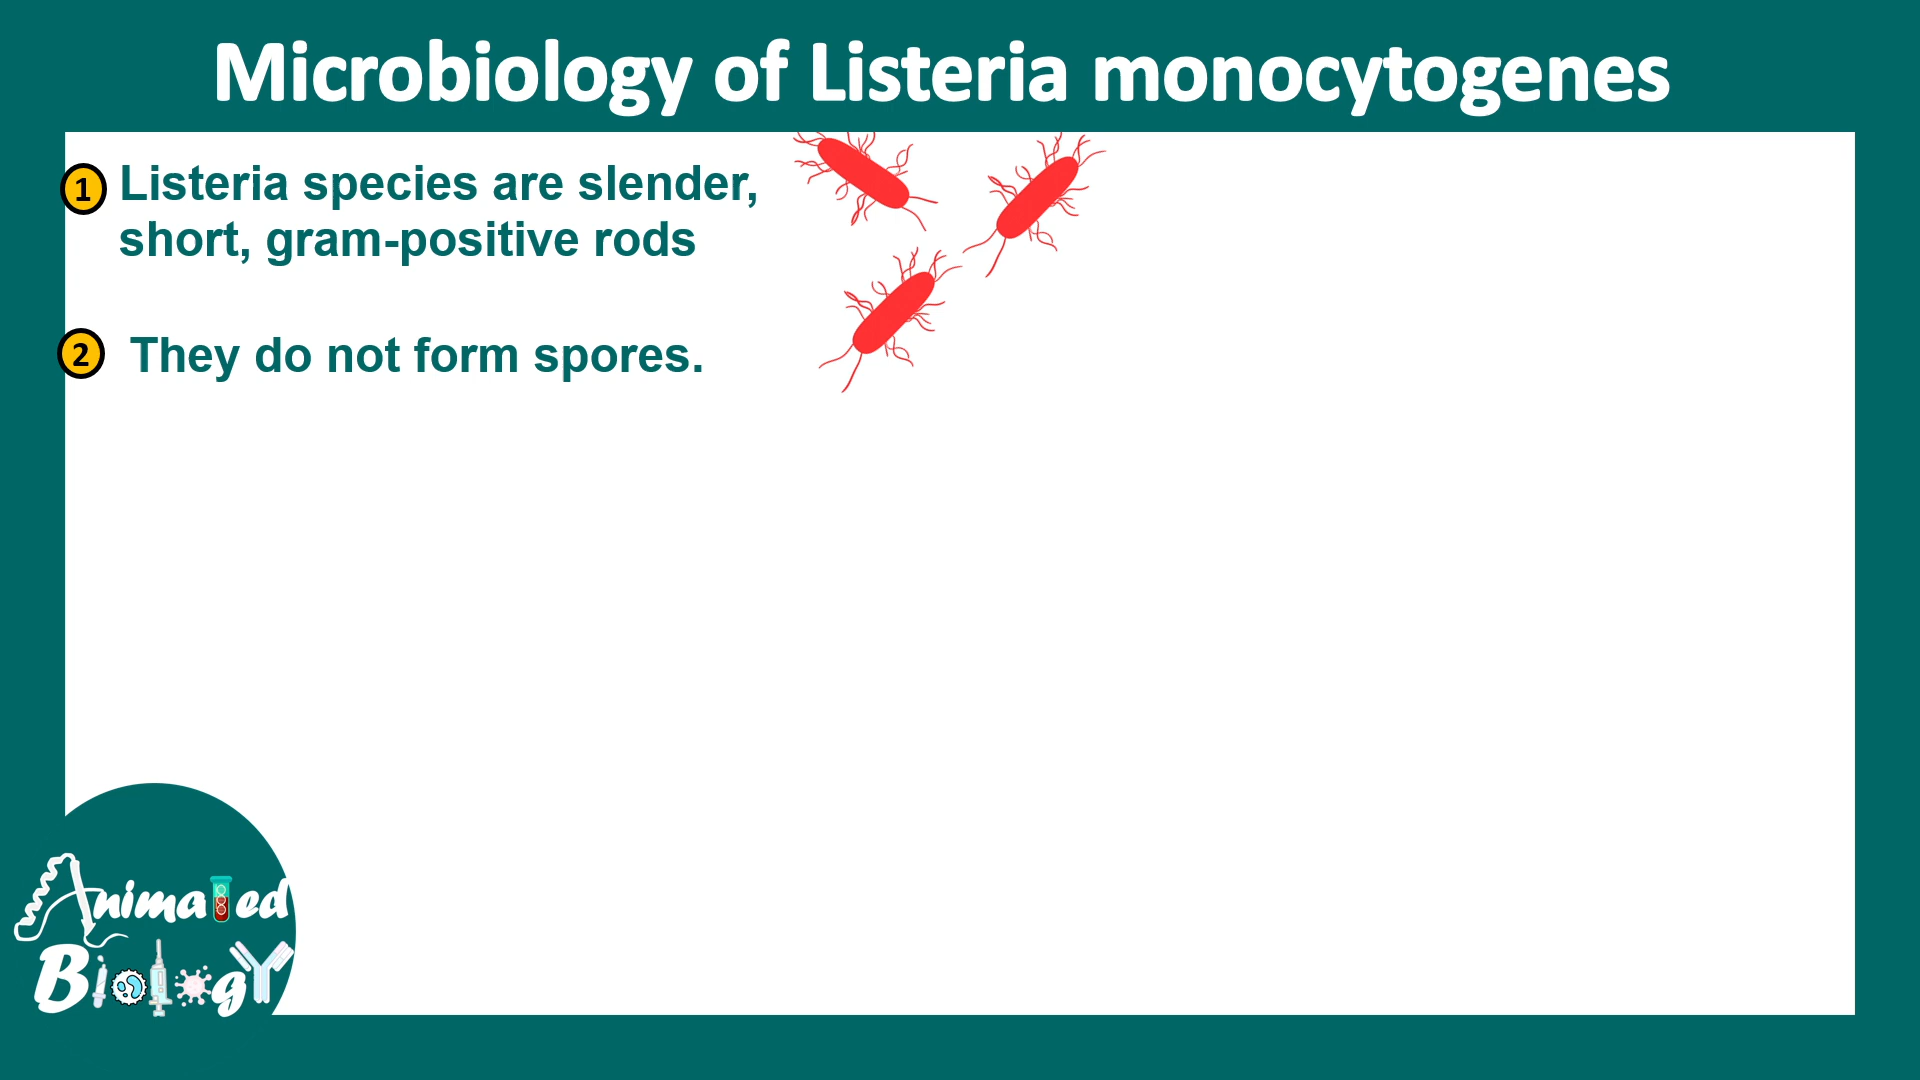 Microbiology of Listeria monocytogenes
1 Listeria species are slender,
short, gram-positive rods
2 They do not form spores.
Animated
BiologY